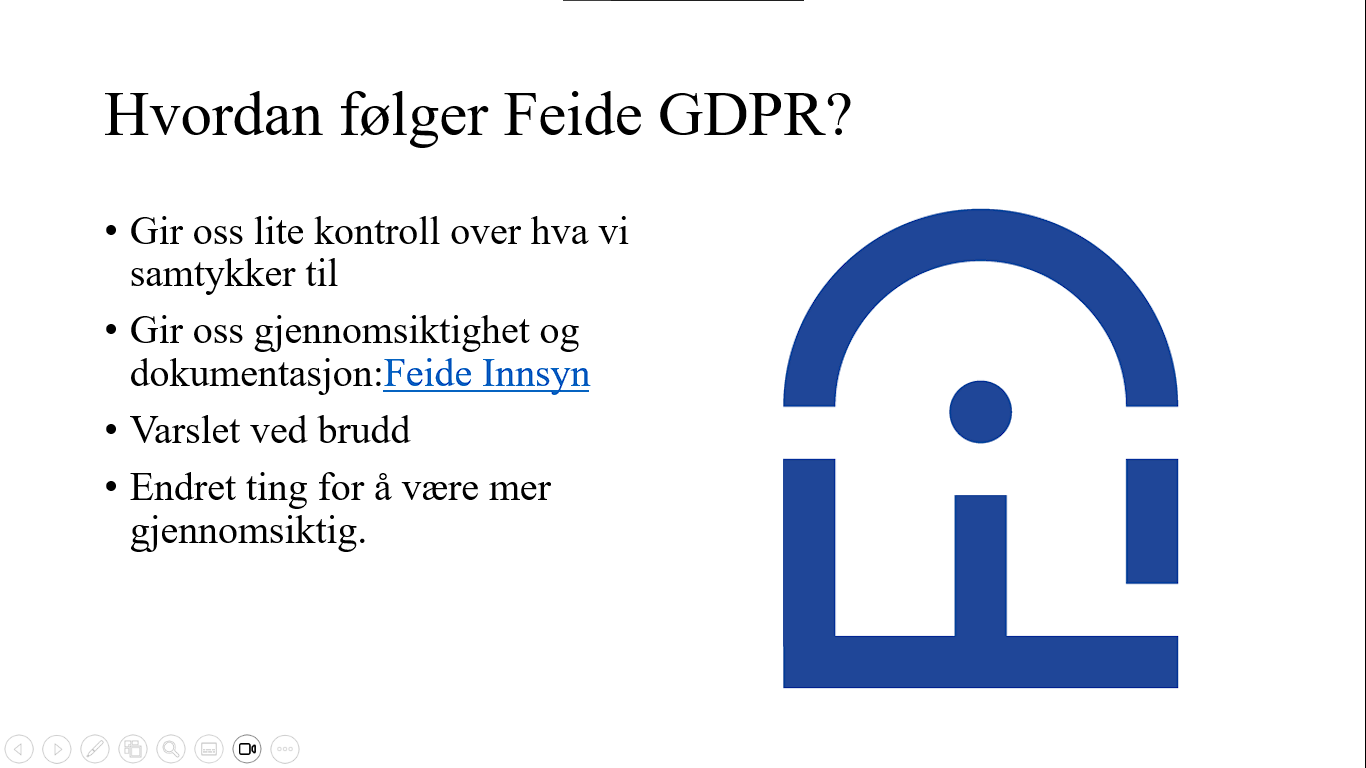 Hvordan følger Feide GDPR?
• Gir oss lite kontroll over hva vi
samtykker til
• Gir oss gjennomsiktighet og
dokumentasjon:Feide Innsyn
• Varslet ved brudd
• Endret ting for å være mer
gjennomsiktig.